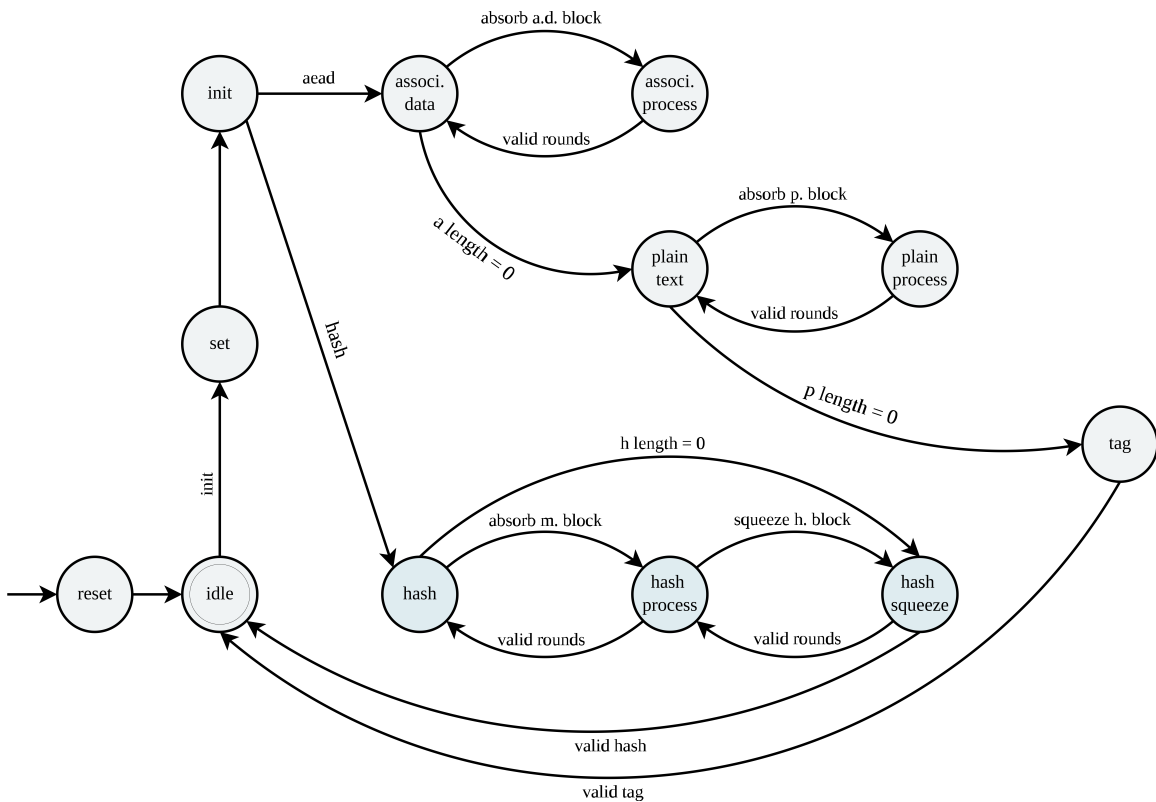 absorb a.d. block
init
aead
associ.
data
associ.
process
valid rounds
a length = 0
absorb p. block
plain
text
plain
process
valid rounds
set
hash
p length = 0
tag
h length = 0
init
absorb m. block
squeeze h. block
reset
idle
hash
hash
process
hash
squeeze
valid rounds
valid rounds
valid hash
valid tag